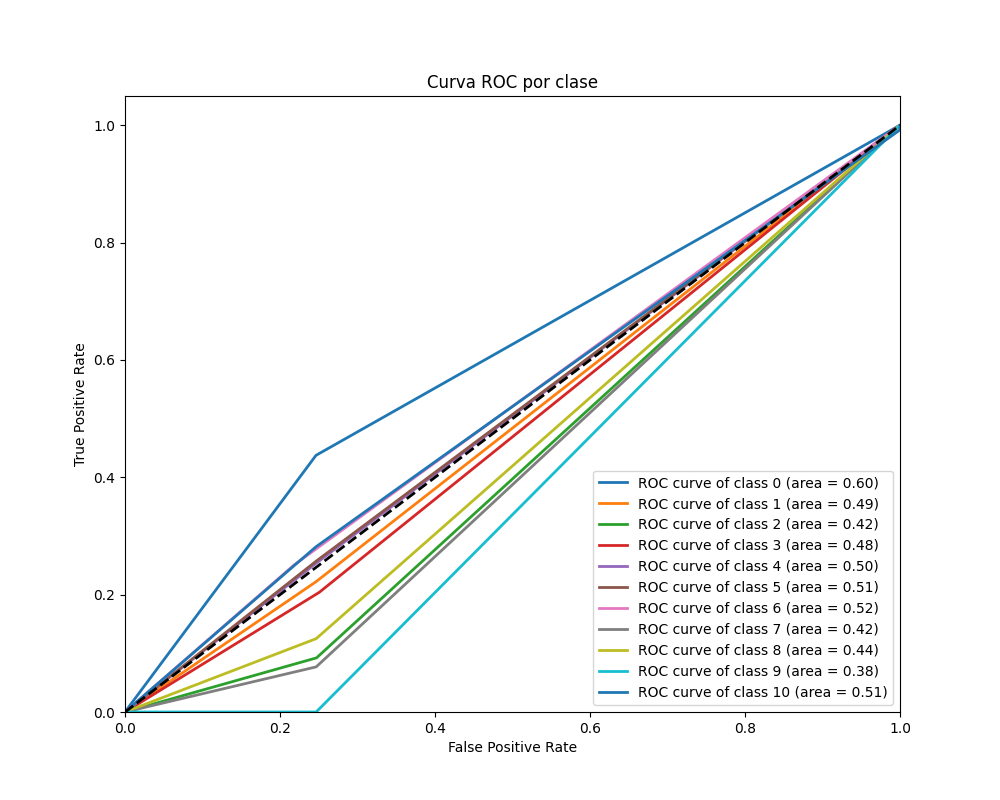 Curva ROC por clase
1.0
0.8
0.6
0.4
0.2
0.0
True Positive Rate
ROC curve of class 0 (area = 0.60)
ROC curve of class 1 (area = 0.49)
ROC curve of class 2 (area = 0.42)
ROC curve of class 3 (area = 0.48)
ROC curve of class 4 (area = 0.50)
ROC curve of class 5 (area = 0.51)
ROC curve of class 6 (area = 0.52)
ROC curve of class 7 (area = 0.42)
ROC curve of class 8 (area = 0.44)
ROC curve of class 9 (area = 0.38)
ROC curve of class 10 (area = 0.51)
0.0 0.2 0.4 0.6 0.8 1.0
False Positive Rate